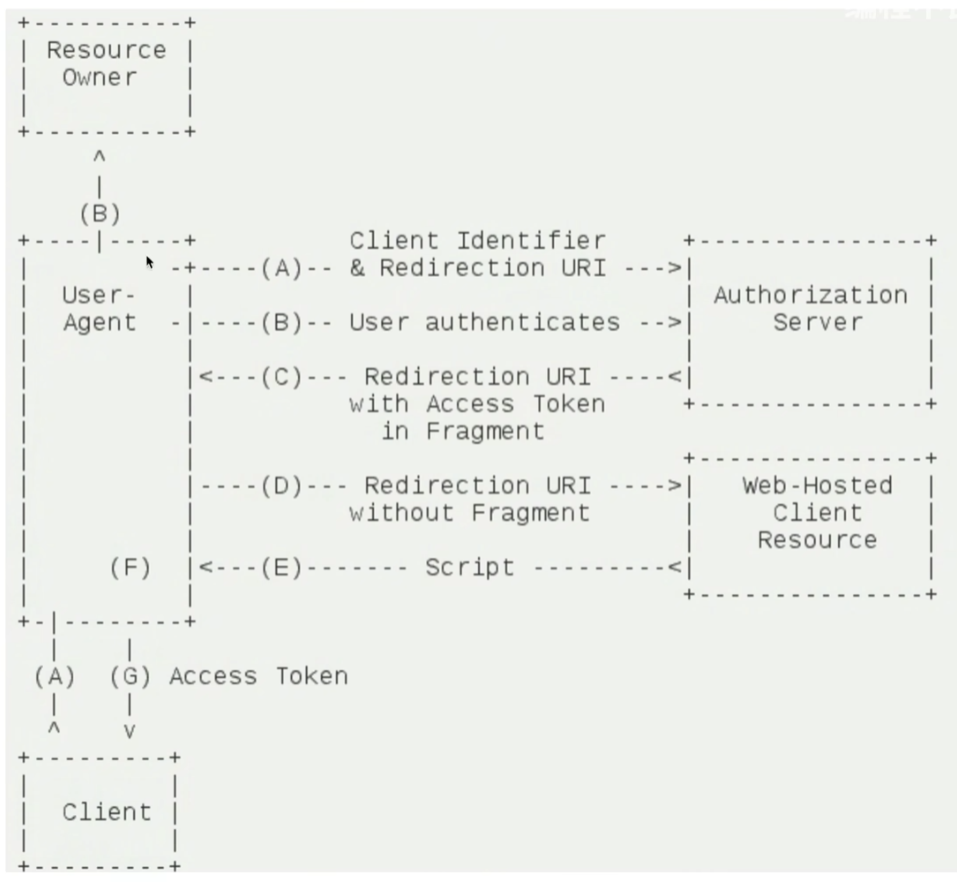 +----------+
| Resource |
|  Owner   |
|          |
+----------+
     ^
     |
    (B)
+----|-----+          Client Identifier     +---------------+
|         -+----(A)-- & Redirection URI --->|               |
|  User-   |                                | Authorization |
|  Agent  -|----(B)-- User authenticates -->|     Server    |
|          |                                |               |
|          |<---(C)--- Redirection URI ----<|               |
|          |          with Access Token     +---------------+
|          |            in Fragment
|          |                                +---------------+
|          |----(D)--- Redirection URI ---->|   Web-Hosted  |
|          |          without Fragment      |     Client    |
|          |                                |    Resource   |
|     (F)  |<---(E)------- Script ---------<|               |
|          |                                +---------------+
+-|--------+
  |    |
 (A)  (G) Access Token
  |    |
  ^    v
+---------+
|         |
|  Client |
|         |
+---------+